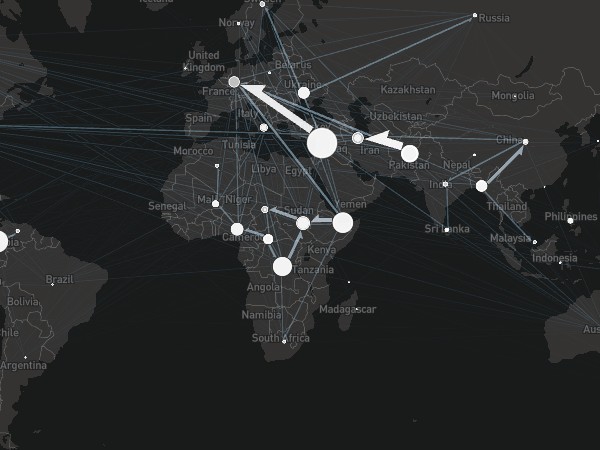 Norway
Russia
United
Kingdom
Belarus
Ukraine
France
Kazakhstan
Mongolia
Spain
Italy
Uzbekistan
Tunisia
Iran
China
Morocco
Pakistan
Nepal
Libya
Egypt
India
Mali
Niger
Senegal
Yemen
Thailand
Sudan
Philippines
Sri Lanka
Malaysia
Kenya
Indonesia
Tanzania
Brazil
Angola
Bolivia
Namibia
Madagascar
South Africa
Argentina